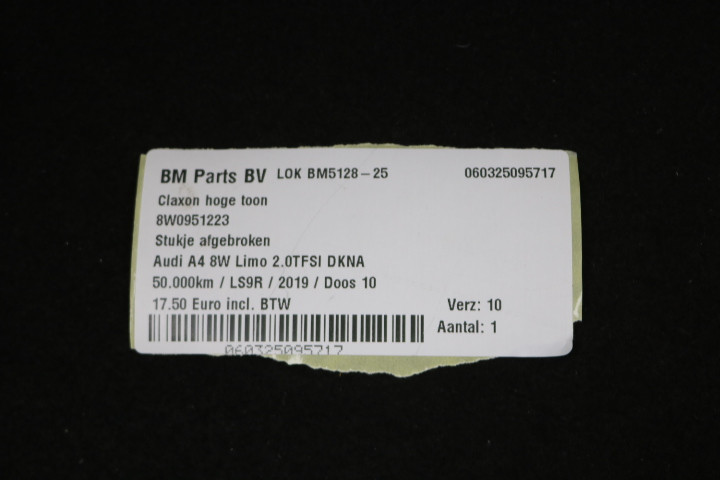 BM Parts BV LOK BM5128-25 060325095717
Claxon hoge toon
8W0951223
Stukje afgebroken
Audi A4 8W Limo 2.0TFSI DKNA
50.000km / LS9R / 2019 / Doos 10
17.50 Euro incl. BTW Verz: 10
Aantal: 1
060325095717